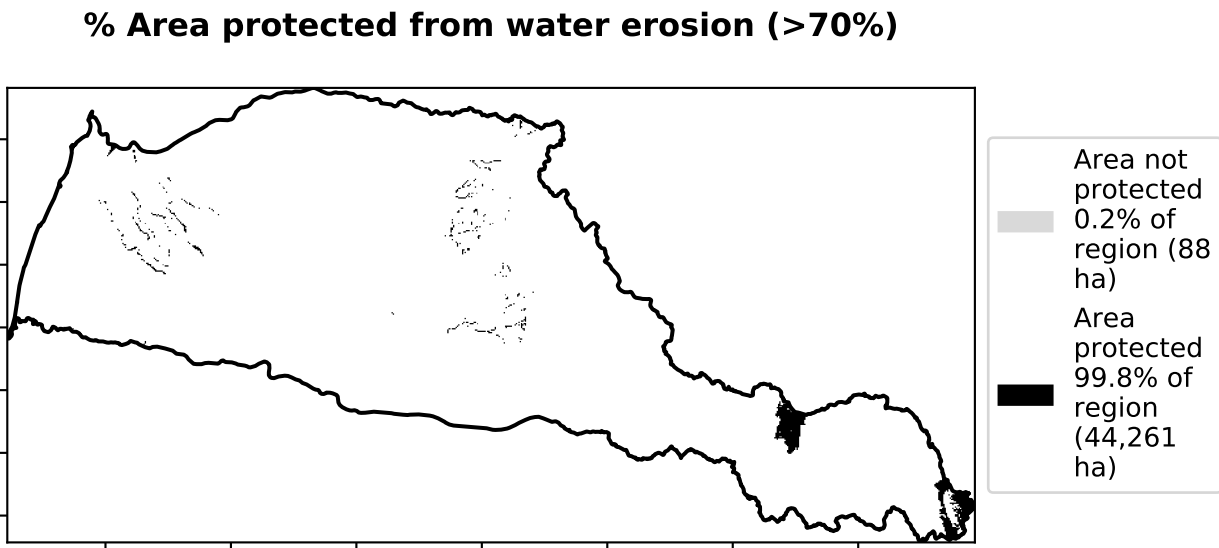 % Area protected from water erosion (>70%)
Area not
protected
0.2% of
region (88
ha)
Area
protected
99.8% of
region
(44,261
ha)